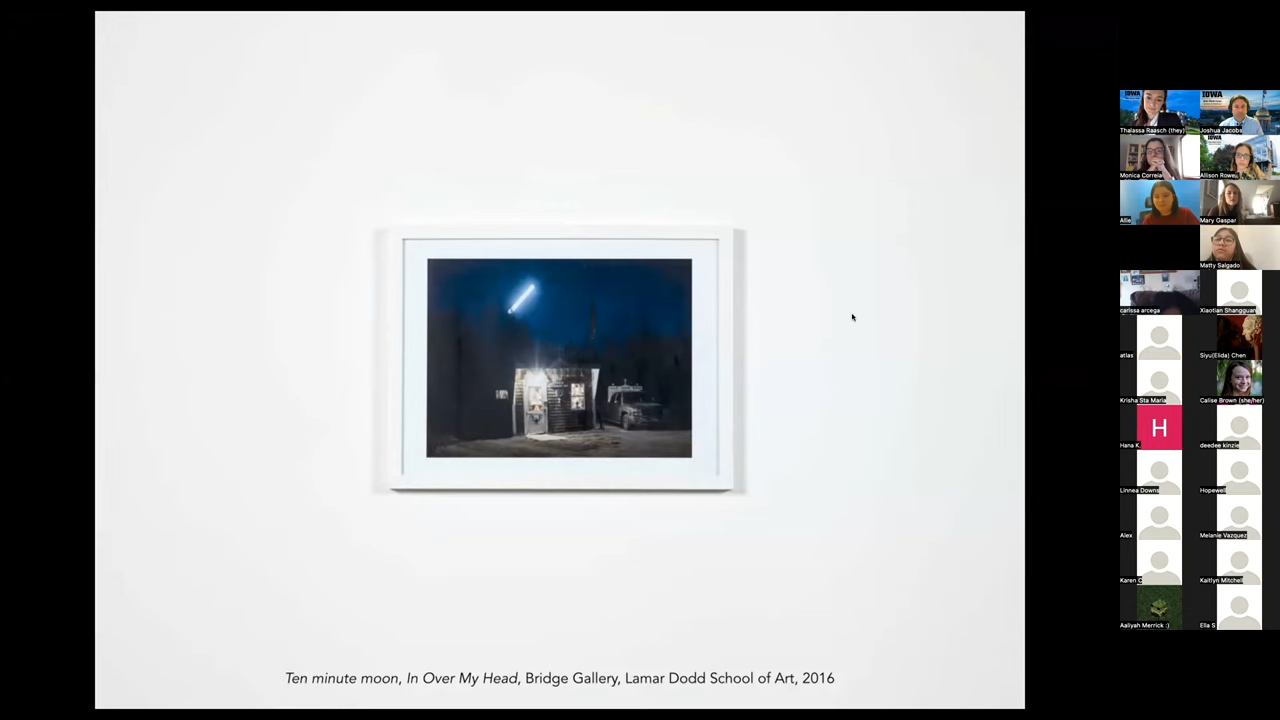 Ten minute moon, In Over My Head, Bridge Gallery, Lamar Dodd School of Art, 2016
IOWA
IOWA
Thalassa Raasch (they)
Joshua Jacobs
IOWA
Monica Correia
Allison Rowe
Allie
Mary Gaspar
Matty Salgado
carissa arcega
Xiaotian Shangguan
atlas
Siyu(Elida) Chen
Krisha Sta Maria
Calise Brown (she/her)
H
Hana K.
deedee kinzie
Linnea Downs
Hopewell
Alex
Melanie Vazquez
Karen C
Kaitlyn Mitchell
Aaliyah Merrick :)
Ella S